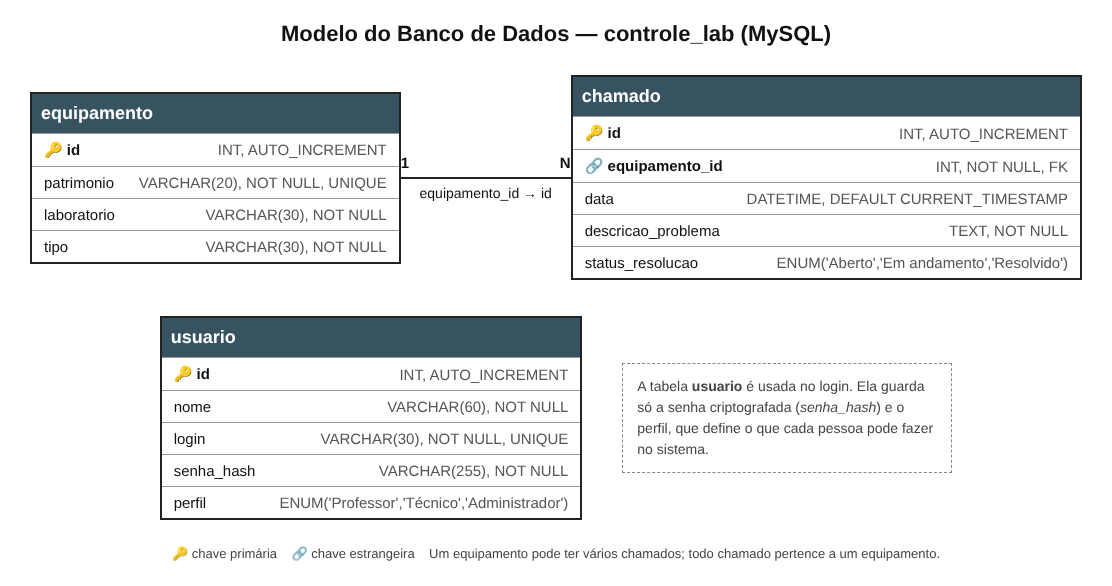 Modelo do Banco de Dados — controle_lab (MySQL)
equipamento
🔑 id INT, AUTO_INCREMENT
patrimonio VARCHAR(20), NOT NULL, UNIQUE
laboratorio VARCHAR(30), NOT NULL
tipo VARCHAR(30), NOT NULL
1 N
equipamento_id → id
chamado
🔑 id INT, AUTO_INCREMENT
🔗 equipamento_id INT, NOT NULL, FK
data DATETIME, DEFAULT CURRENT_TIMESTAMP
descricao_problema TEXT, NOT NULL
status_resolucao ENUM('Aberto','Em andamento','Resolvido')
usuario
🔑 id INT, AUTO_INCREMENT
nome VARCHAR(60), NOT NULL
login VARCHAR(30), NOT NULL, UNIQUE
senha_hash VARCHAR(255), NOT NULL
perfil ENUM('Professor','Técnico','Administrador')
A tabela usuario é usada no login. Ela guarda
só a senha criptografada (senha_hash) e o
perfil, que define o que cada pessoa pode fazer
no sistema.
🔑 chave primária 🔗 chave estrangeira Um equipamento pode ter vários chamados; todo chamado pertence a um equipamento.